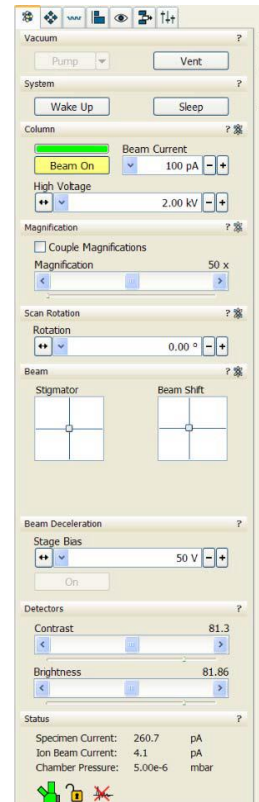 Vacuum ?
Pump Vent
System ?
Wake Up Sleep
Column ?
Beam Current
Beam On 100 pA - +
High Voltage
2.00 kV - +
Magnification ?
Couple Magnifications
Magnification 50 x
Scan Rotation ?
Rotation
0.00 ° - +
Beam ?
Stigmator Beam Shift
Beam Deceleration ?
Stage Bias
50 V - +
On
Detectors ?
Contrast 81.3
Brightness 81.86
Status ?
Specimen Current: 260.7 pA
Ion Beam Current: 4.1 pA
Chamber Pressure: 5.00e-6 mbar